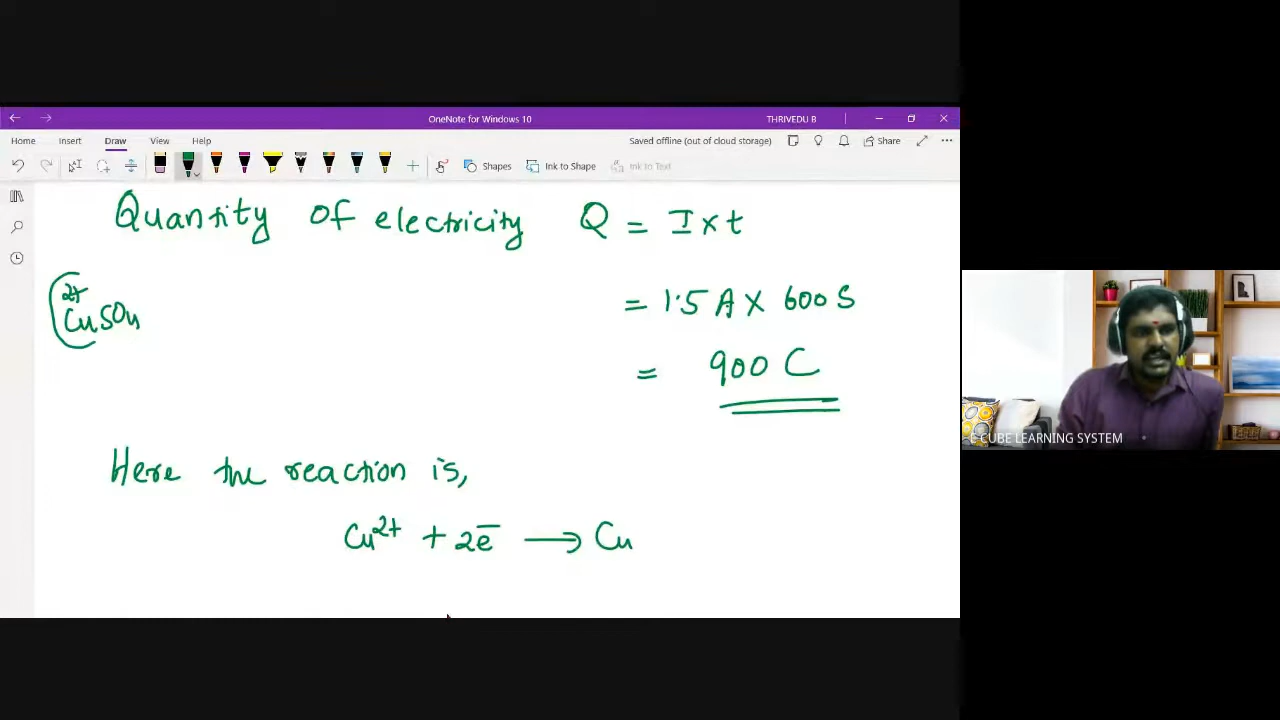 OneNote for Windows 10
THRIVEDU B
Home Insert Draw View Help
Saved offline (out of cloud storage)
Share
Shapes
Ink to Shape
Ink to Text
Quantity of electricity Q = I x t
2+
CuSO4
= 1.5 A X 600 S
= 900 C
Here the reaction is,
Cu²⁺ + 2e⁻ → Cu
C CUBE LEARNING SYSTEM